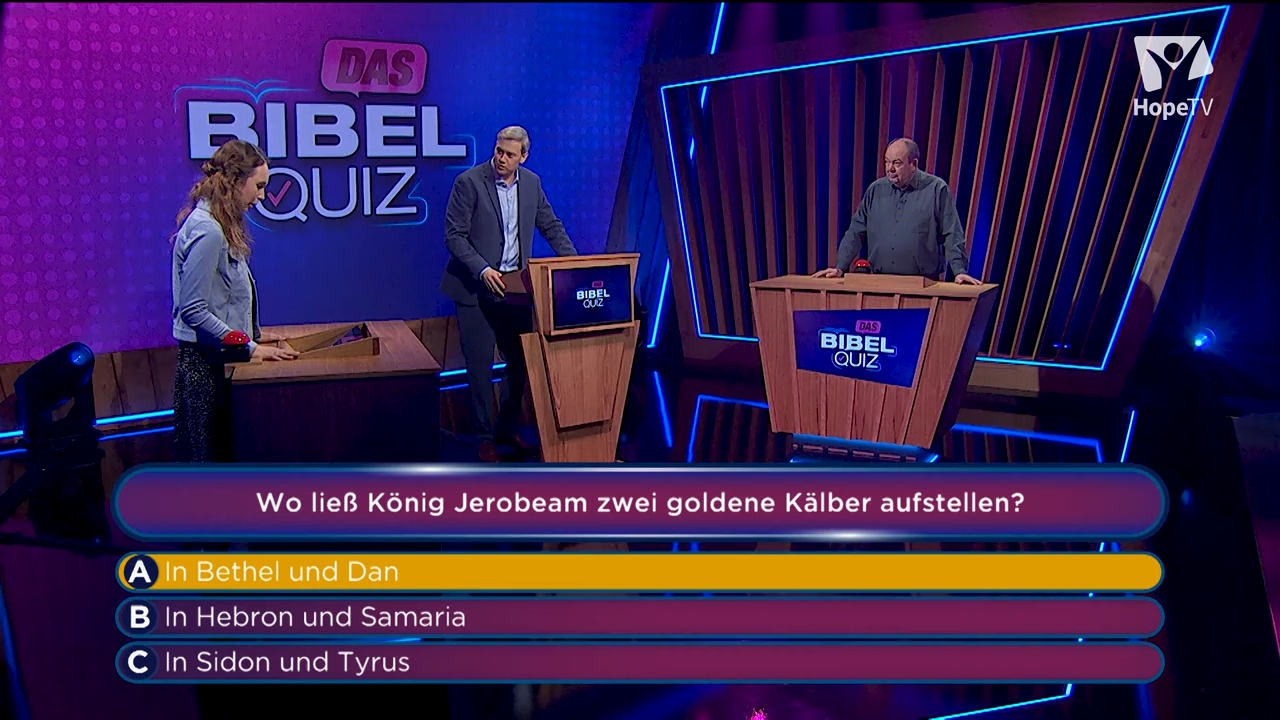 HopeTV
DAS
BIBEL
QUIZ
DAS
BIBEL
QUIZ
DAS
BIBEL
QUIZ
Wo ließ König Jerobeam zwei goldene Kälber aufstellen?
A In Bethel und Dan
B In Hebron und Samaria
C In Sidon und Tyrus